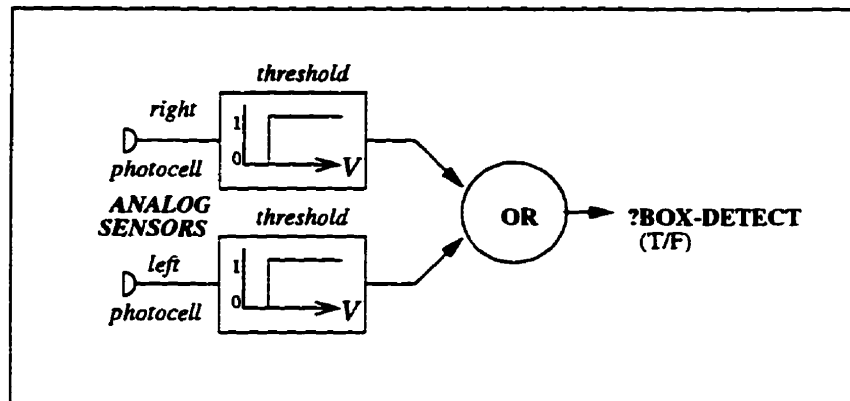 threshold
right
1
0
V
photocell
ANALOG
SENSORS
threshold
left
1
0
V
photocell
OR
?BOX-DETECT
(T/F)